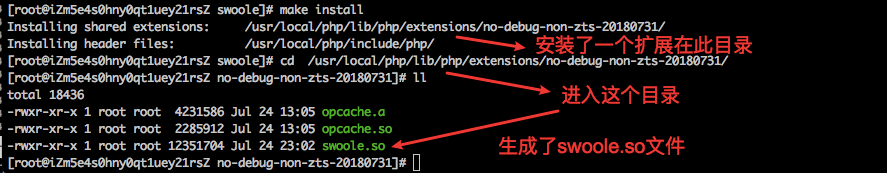 [root@iZm5e4s0hny0qt1uey21rsZ swoole]# make install
Installing shared extensions:     /usr/local/php/lib/php/extensions/no-debug-non-zts-20180731/
Installing header files:          /usr/local/php/include/php/
安装了一个扩展在此目录
[root@iZm5e4s0hny0qt1uey21rsZ swoole]# cd  /usr/local/php/lib/php/extensions/no-debug-non-zts-20180731/
[root@iZm5e4s0hny0qt1uey21rsZ no-debug-non-zts-20180731]# ll
total 18436
进入这个目录
-rwxr-xr-x 1 root root  4231586 Jul 24 13:05 opcache.a
-rwxr-xr-x 1 root root  2285912 Jul 24 13:05 opcache.so
-rwxr-xr-x 1 root root 12351704 Jul 24 23:02 swoole.so
生成了swoole.so文件
[root@iZm5e4s0hny0qt1uey21rsZ no-debug-non-zts-20180731]#